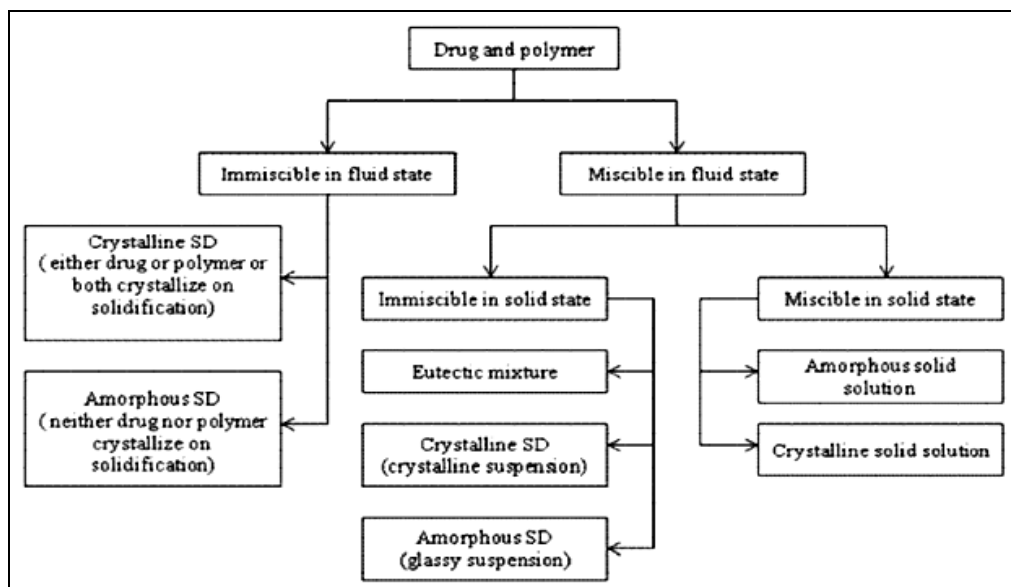 Drug and polymer
Immiscible in fluid state
Miscible in fluid state
Crystalline SD
( either drug or polymer or
both crystallize on
solidification)
Amorphous SD
( neither drug nor polymer
crystallize on
solidification)
Immiscible in solid state
Eutectic mixture
Crystalline SD
(crystalline suspension)
Amorphous SD
(glassy suspension)
Miscible in solid state
Amorphous solid
solution
Crystalline solid solution